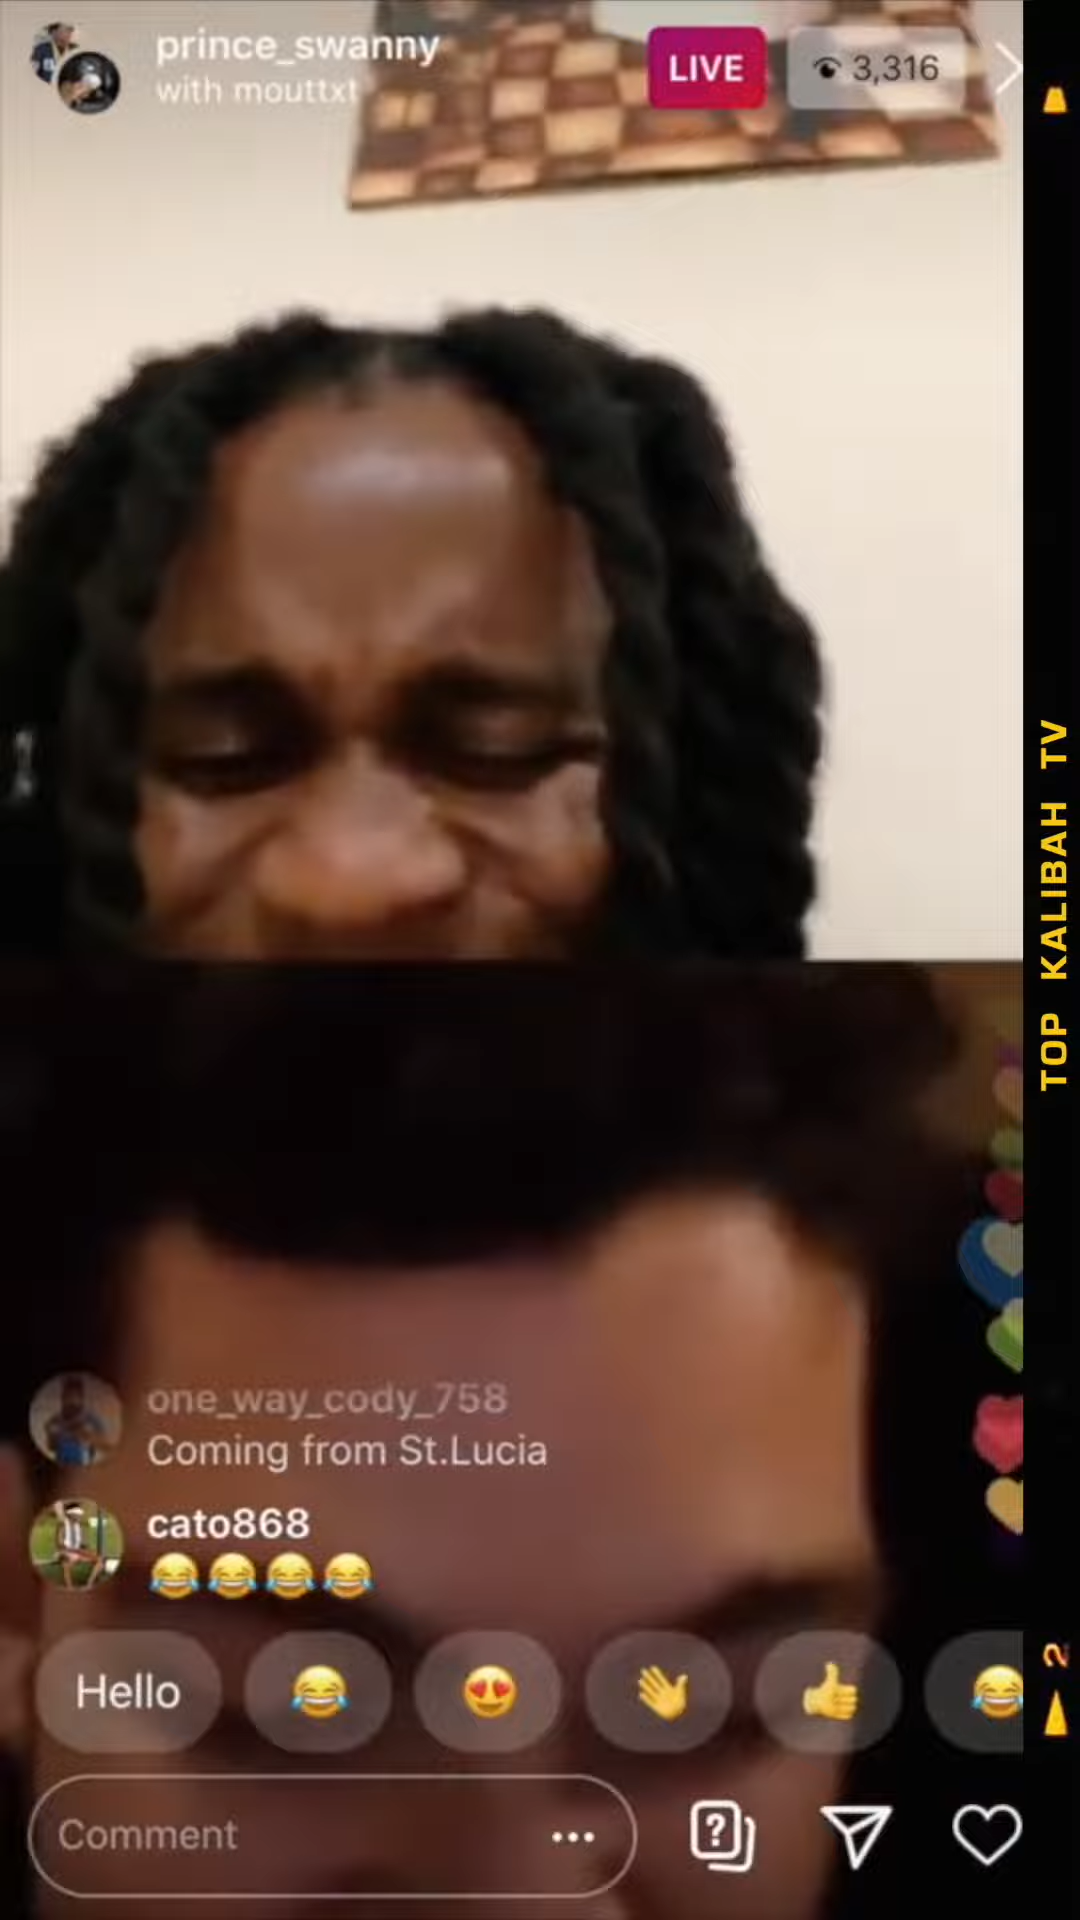 prince_swanny
with mouttxt
LIVE
3,316
TOP KALIBAH TV
one_way_cody_758
Coming from St.Lucia
cato868
😂😂😂😂
Hello
Comment